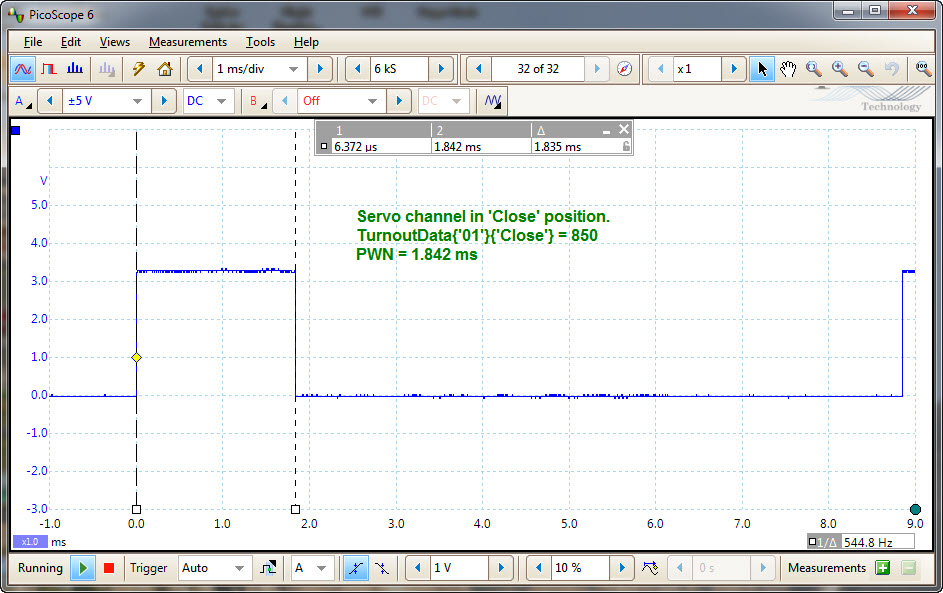 PicoScope 6
File Edit Views Measurements Tools Help
1 ms/div 6 kS 32 of 32 x1
A ±5 V DC B Off DC
Technology
1 2 Δ
6.372 µs 1.842 ms 1.835 ms
V
5.0
4.0
3.0
2.0
1.0
0.0
-1.0
-2.0
-3.0
Servo channel in 'Close' position.
TurnoutData{'01'}{'Close'} = 850
PWN = 1.842 ms
-1.0 0.0 1.0 2.0 3.0 4.0 5.0 6.0 7.0 8.0 9.0
x1.0 ms
1/Δ 544.8 Hz
Running Trigger Auto A 1 V 10 % 0 s Measurements